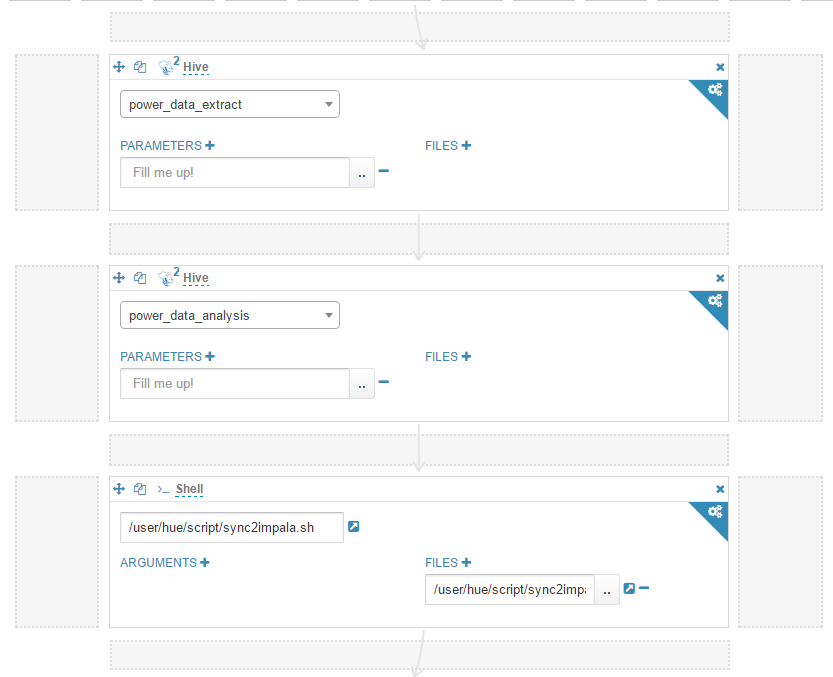 2 Hive
power_data_extract
PARAMETERS FILES
Fill me up! ..
2 Hive
power_data_analysis
PARAMETERS FILES
Fill me up! ..
>_ Shell
/user/hue/script/sync2impala.sh
ARGUMENTS FILES
/user/hue/script/sync2imp ..